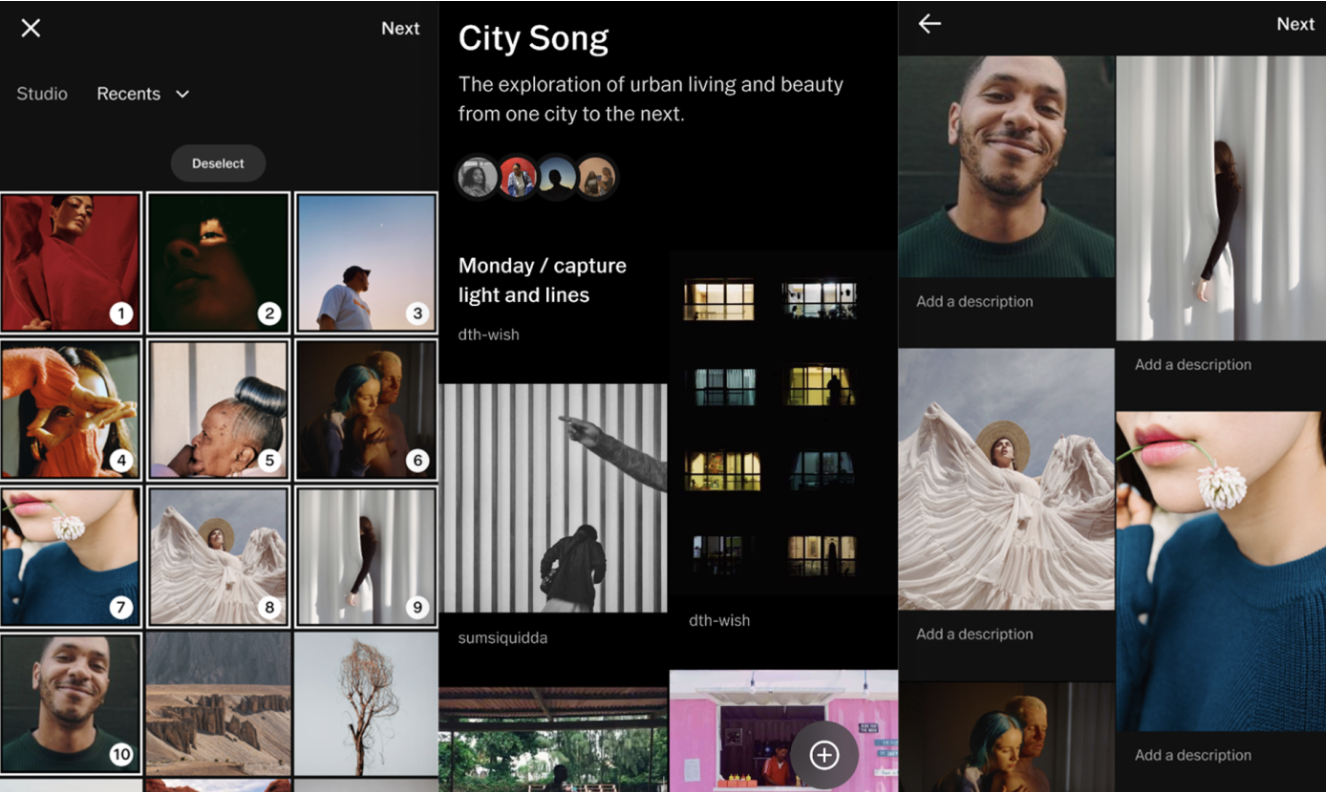 Next
Studio
Recents
Deselect
1
2
3
4
5
6
7
8
9
10
City Song
The exploration of urban living and beauty
from one city to the next.
Monday / capture
light and lines
dth-wish
sumsiquidda
dth-wish
Next
Add a description
Add a description
Add a description
Add a description